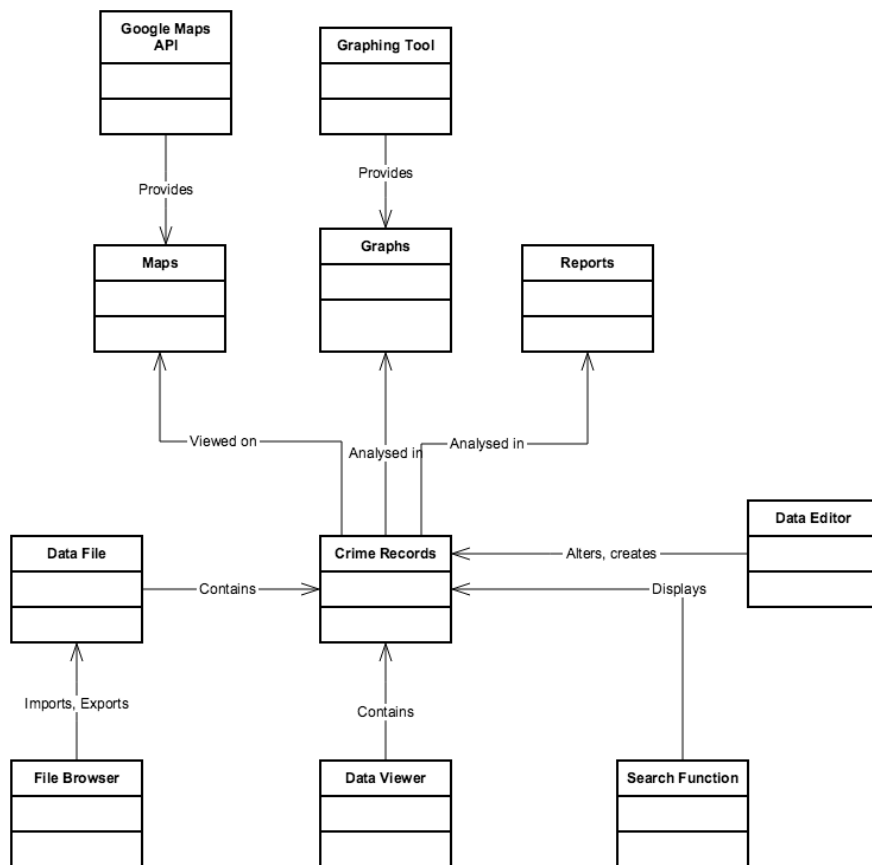 Google Maps
API
Graphing Tool
Provides
Provides
Maps
Graphs
Reports
Viewed on
Analysed in
Analysed in
Data Editor
Data File
Crime Records
Alters, creates
Contains
Displays
Imports, Exports
Contains
File Browser
Data Viewer
Search Function